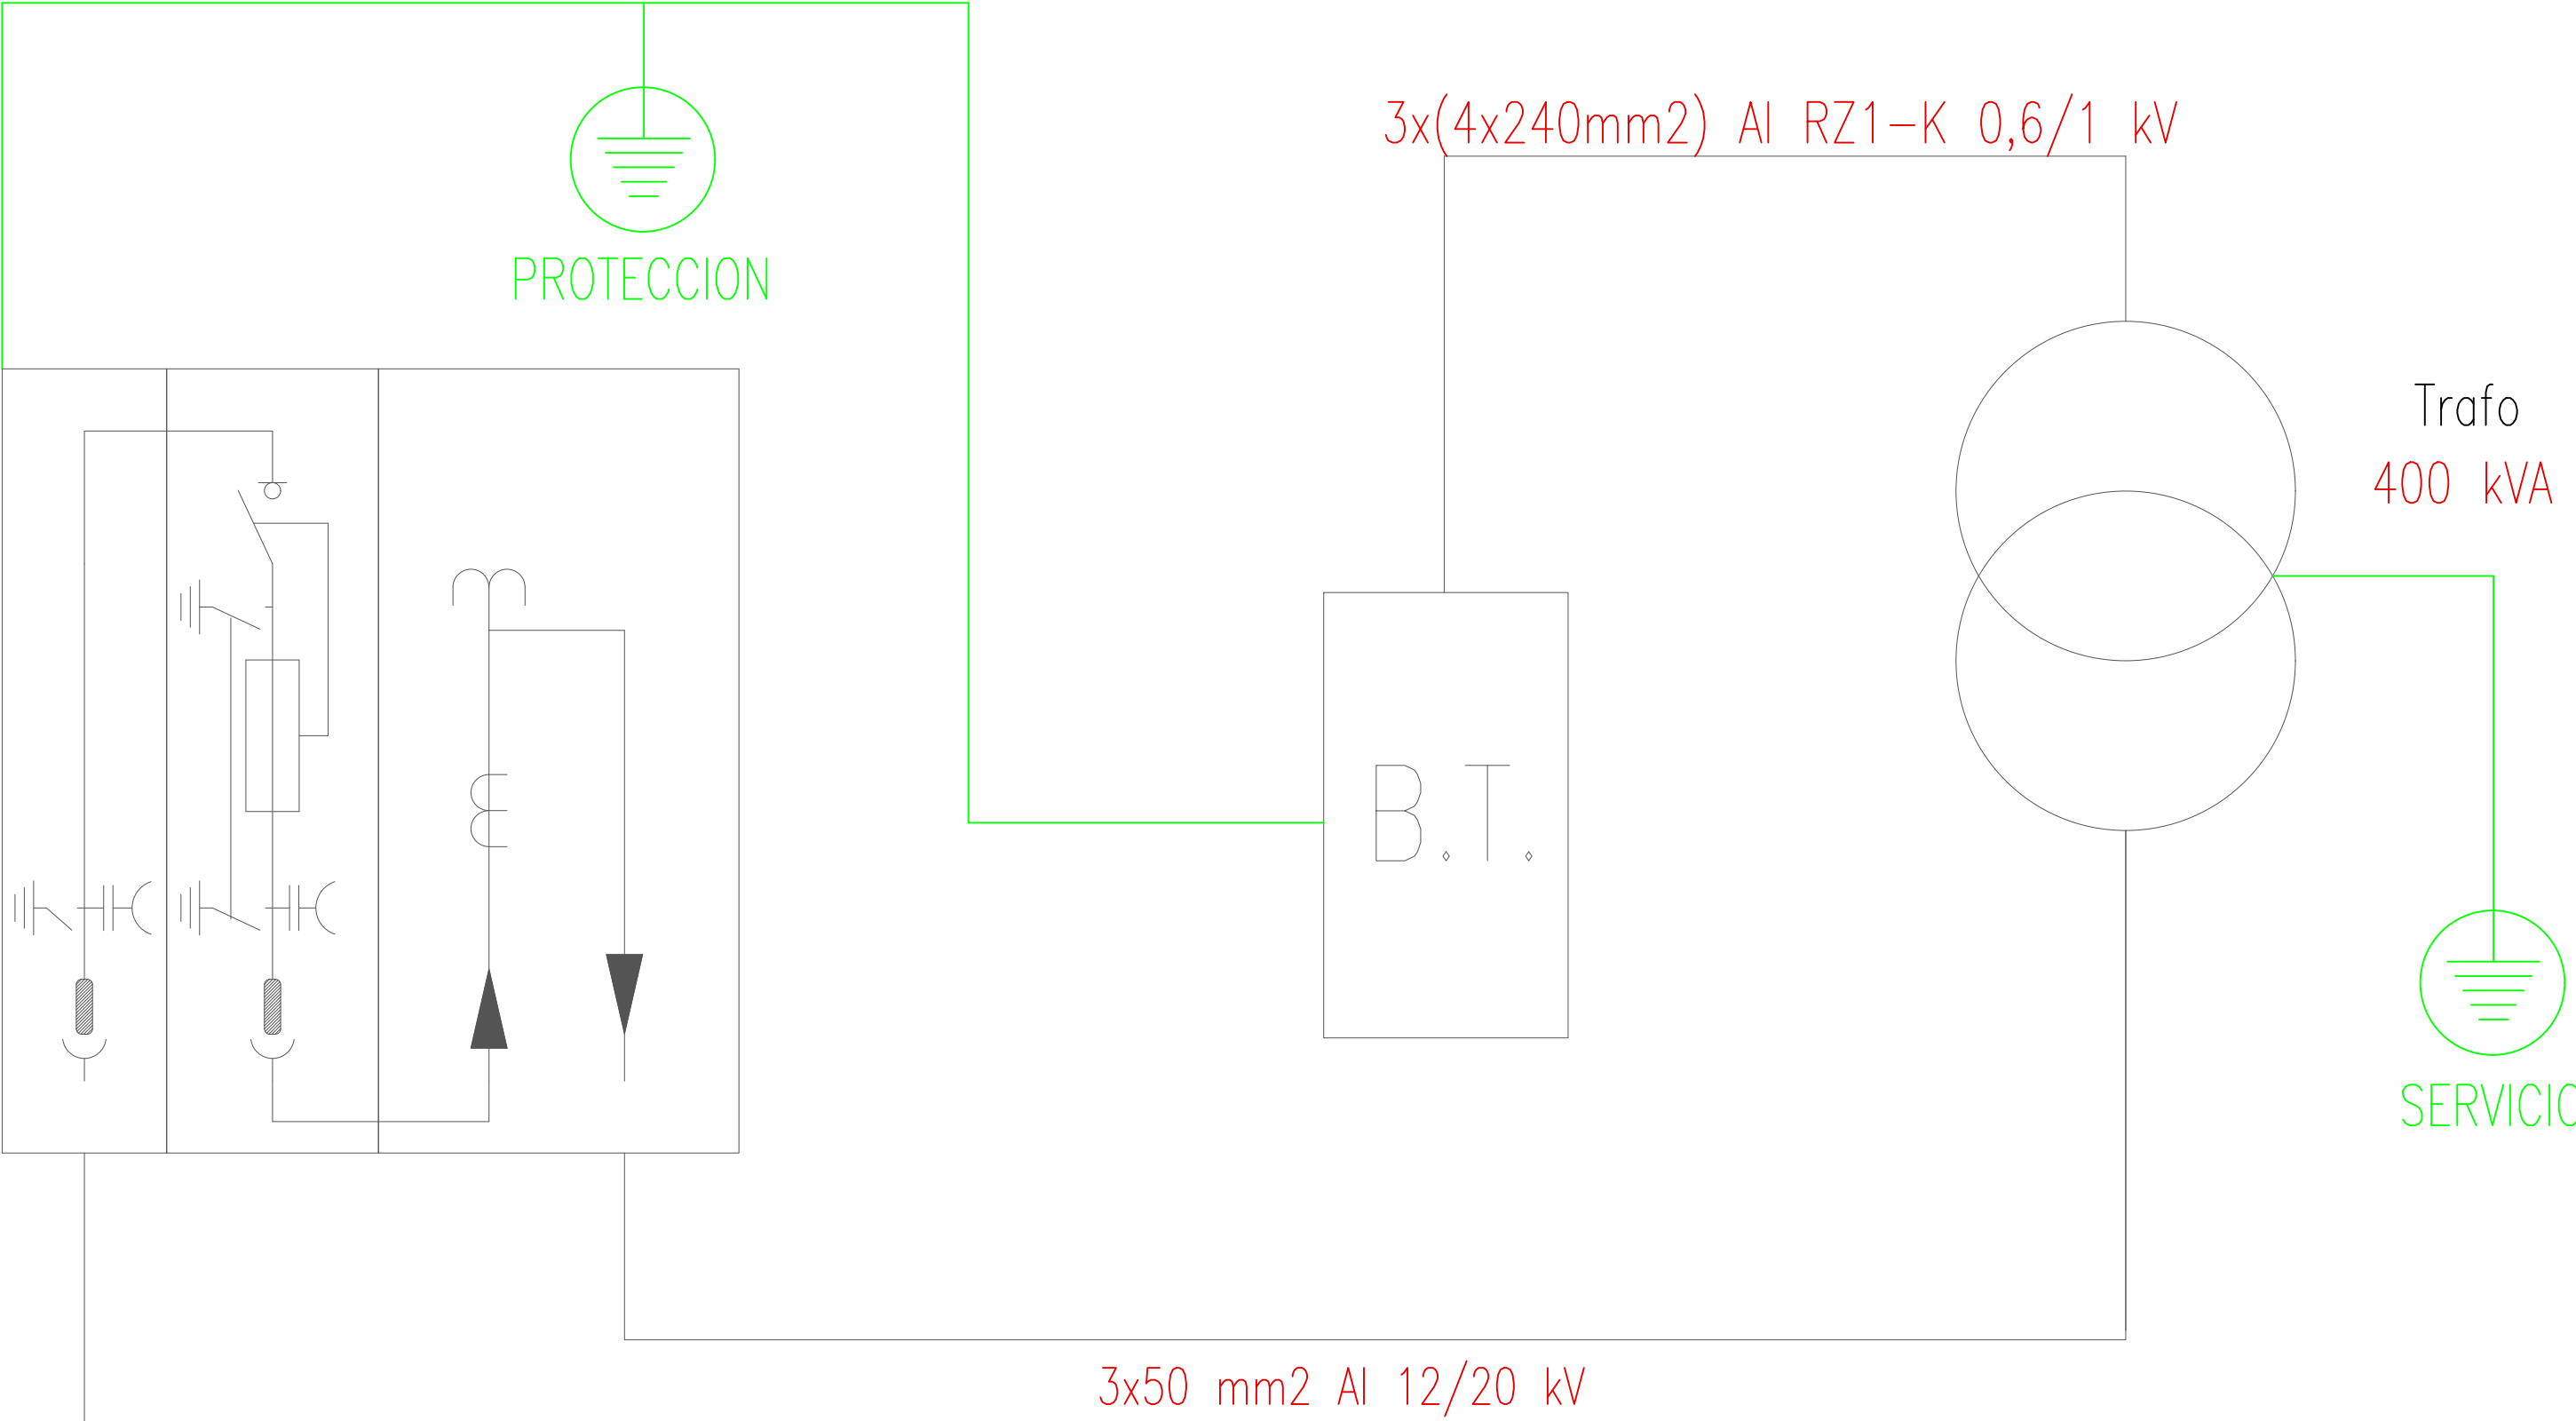 3x(4x240mm2) Al RZ1-K 0,6/1 kV
PROTECCION
Trafo
400 kVA
B.T.
SERVICIO
3x50 mm2 Al 12/20 kV